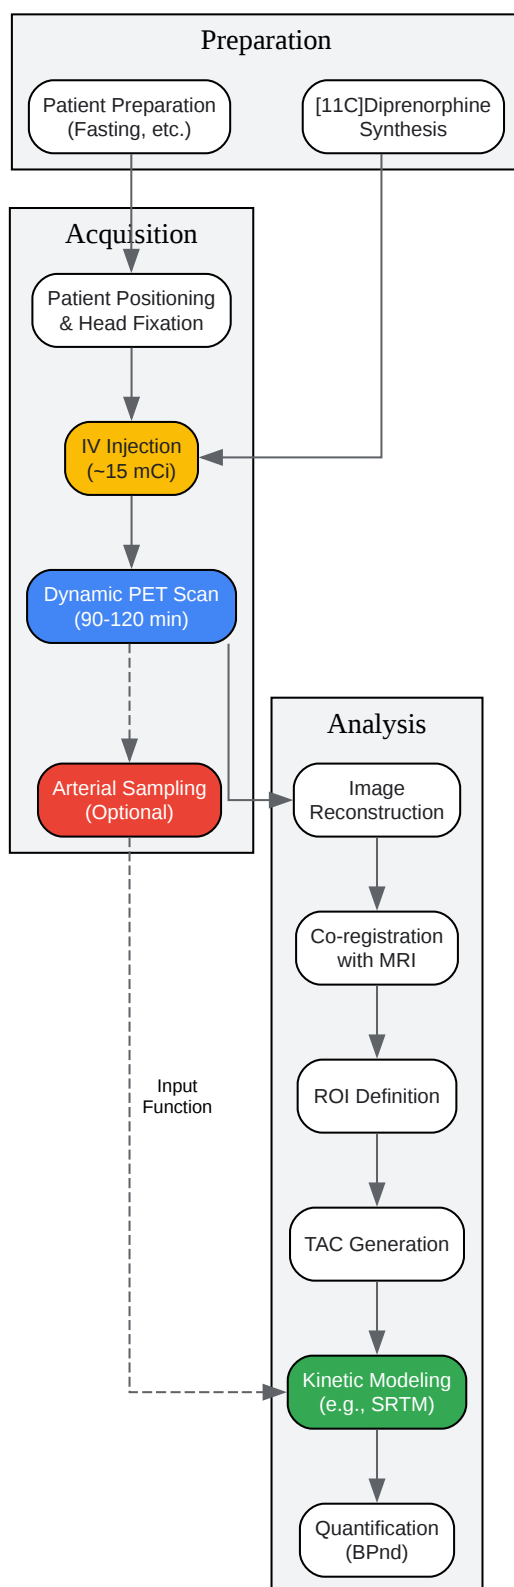 Preparation
Patient Preparation
(Fasting, etc.)
[11C]Diprenorphine
Synthesis
Acquisition
Patient Positioning
& Head Fixation
IV Injection
(~15 mCi)
Dynamic PET Scan
(90-120 min)
Arterial Sampling
(Optional)
Input
Function
Analysis
Image
Reconstruction
Co-registration
with MRI
ROI Definition
TAC Generation
Kinetic Modeling
(e.g., SRTM)
Quantification
(BPnd)